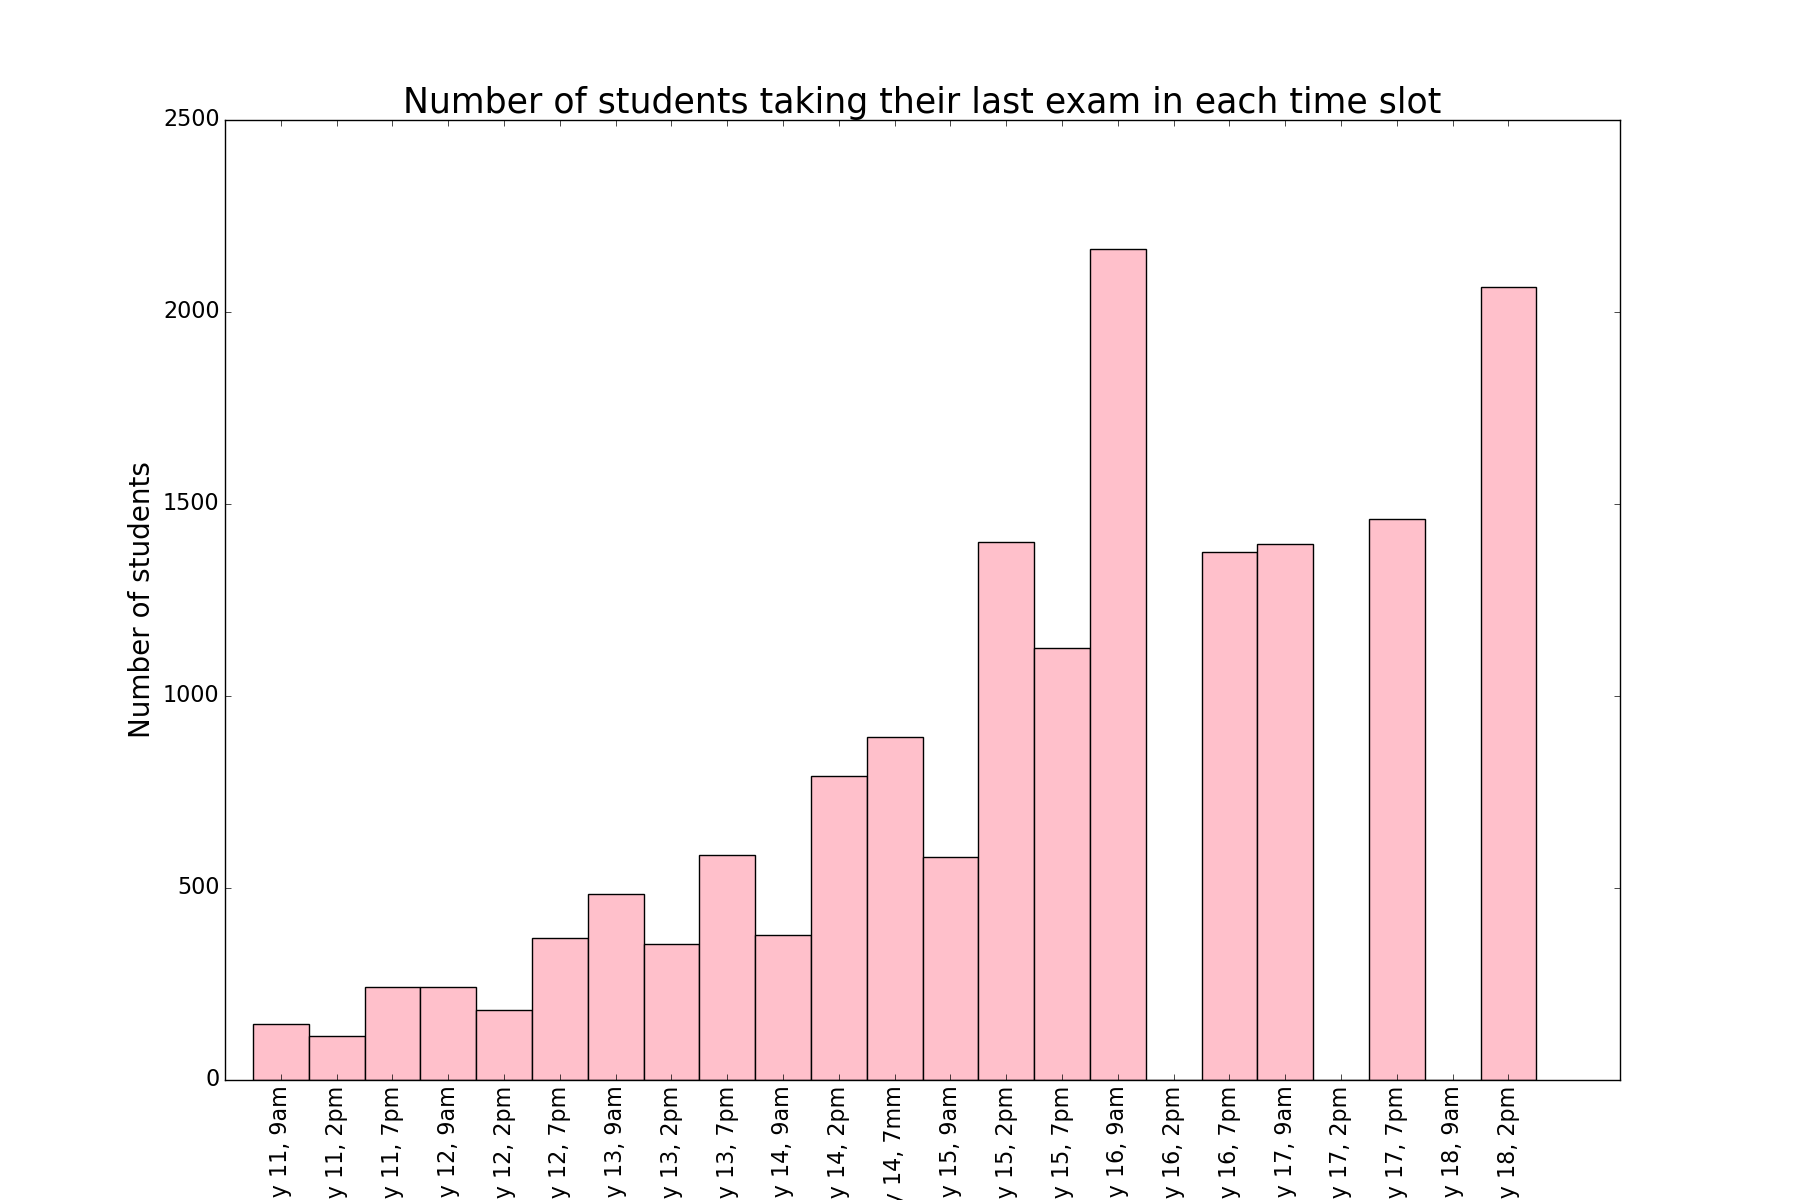 Number of students taking their last exam in each time slot
2500
2000
1500
1000
500
0
Number of students
y 11, 9am
y 11, 2pm
y 11, 7pm
y 12, 9am
y 12, 2pm
y 12, 7pm
y 13, 9am
y 13, 2pm
y 13, 7pm
y 14, 9am
y 14, 2pm
y 14, 7mm
y 15, 9am
y 15, 2pm
y 15, 7pm
y 16, 9am
y 16, 2pm
y 16, 7pm
y 17, 9am
y 17, 2pm
y 17, 7pm
y 18, 9am
y 18, 2pm